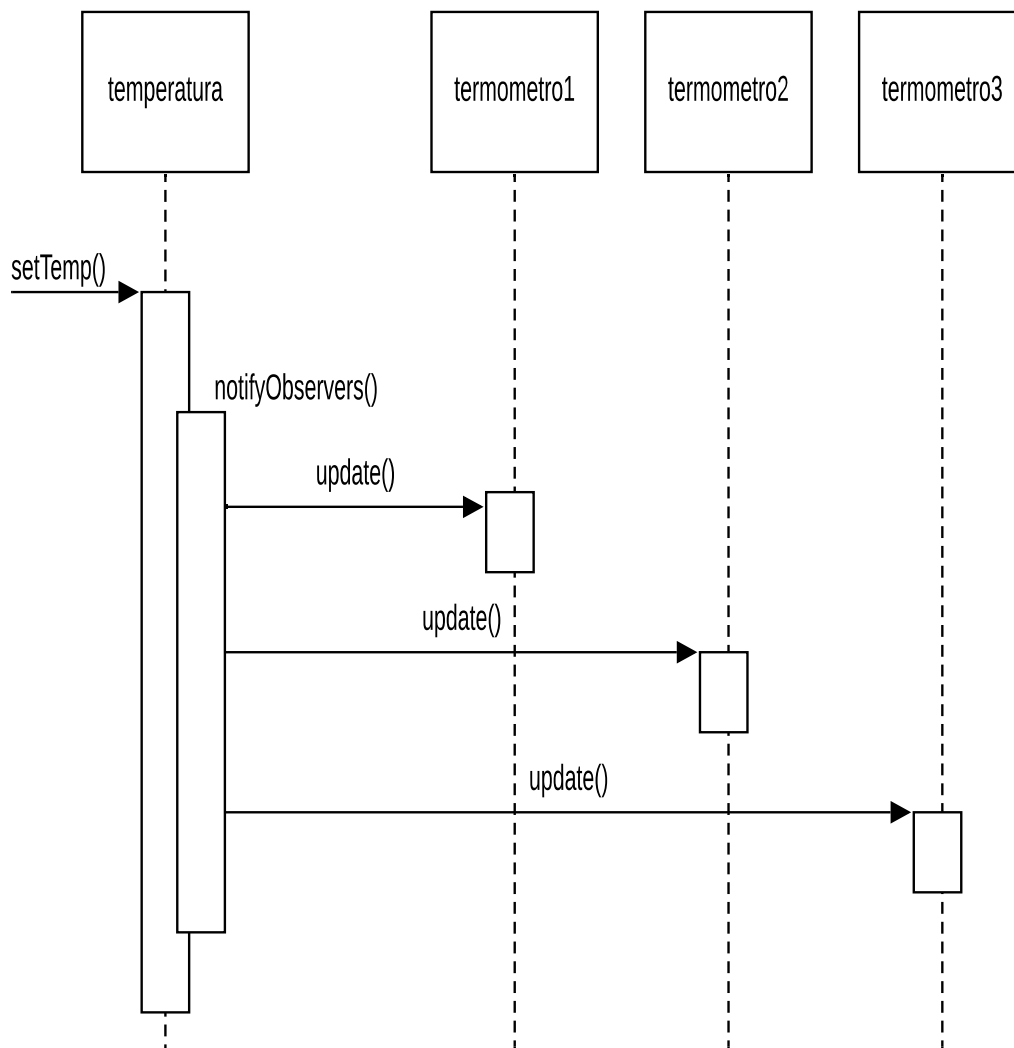 temperatura
termometro1
termometro2
termometro3
setTemp()
notifyObservers()
update()
update()
update()